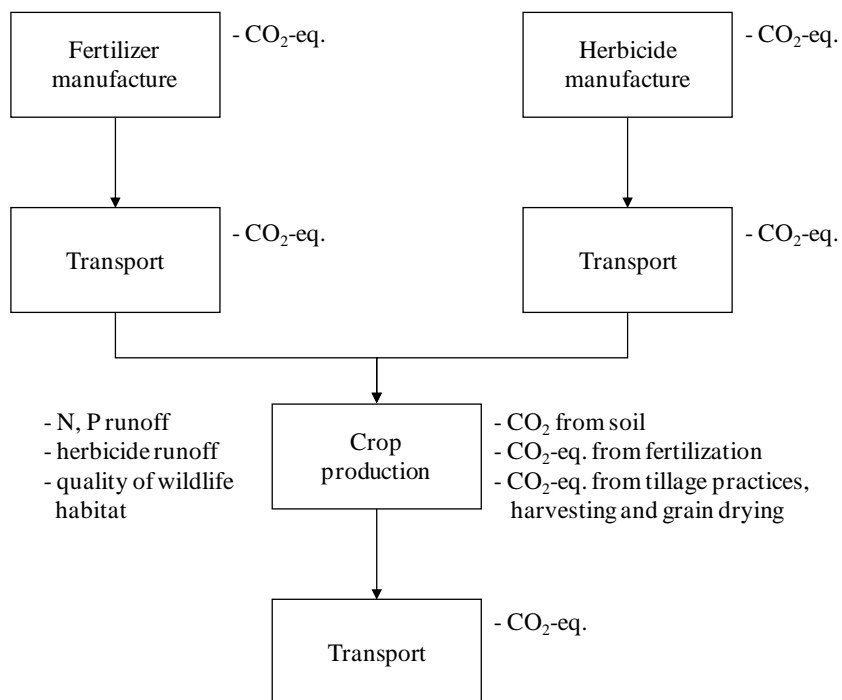 Fertilizer
manufacture
- CO₂-eq.
Herbicide
manufacture
- CO₂-eq.
Transport
- CO₂-eq.
Transport
- CO₂-eq.
- N, P runoff
- herbicide runoff
- quality of wildlife
habitat
Crop
production
- CO₂ from soil
- CO₂-eq. from fertilization
- CO₂-eq. from tillage practices,
harvesting and grain drying
Transport
- CO₂-eq.